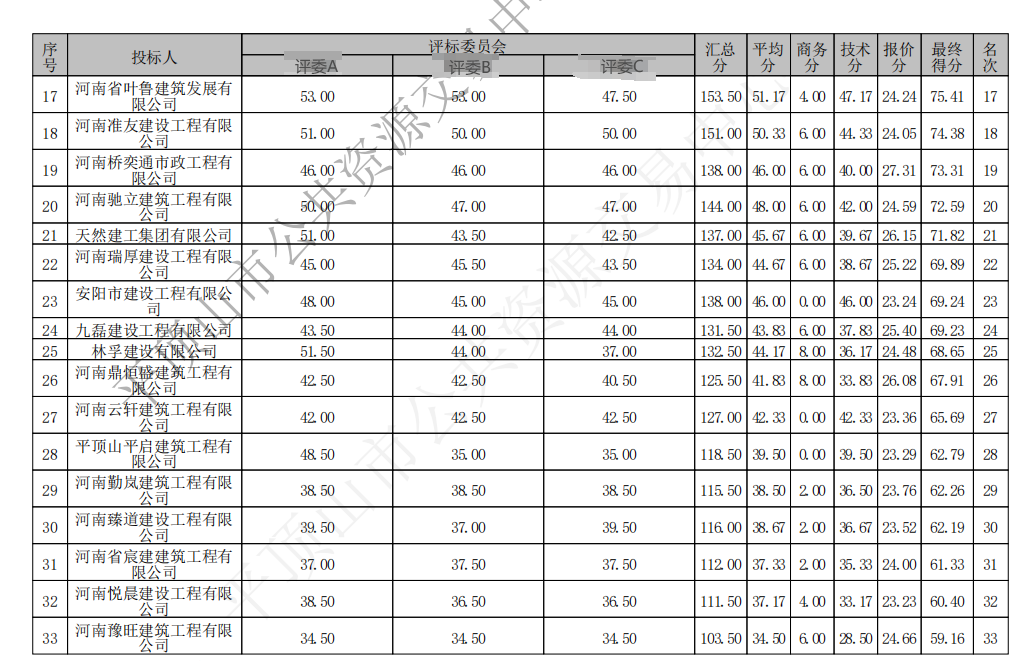 序号 投标人 评标委员会 汇总分 平均分 商务分 技术分 报价分 最终得分 名次
评委A 评委B 评委C
17 河南省叶鲁建筑发展有限公司 53.00 53.00 47.50 153.50 51.17 4.00 47.17 24.24 75.41 17
18 河南准友建设工程有限公司 51.00 50.00 50.00 151.00 50.33 6.00 44.33 24.05 74.38 18
19 河南桥奕通市政工程有限公司 46.00 46.00 46.00 138.00 46.00 6.00 40.00 27.31 73.31 19
20 河南驰立建筑工程有限公司 50.00 47.00 47.00 144.00 48.00 6.00 42.00 24.59 72.59 20
21 天然建工集团有限公司 51.00 43.50 42.50 137.00 45.67 6.00 39.67 26.15 71.82 21
22 河南瑞厚建设工程有限公司 45.00 45.50 43.50 134.00 44.67 6.00 38.67 25.22 69.89 22
23 安阳市建设工程有限公司 48.00 45.00 45.00 138.00 46.00 0.00 46.00 23.24 69.24 23
24 九磊建设工程有限公司 43.50 44.00 44.00 131.50 43.83 6.00 37.83 25.40 69.23 24
25 林孚建设有限公司 51.50 44.00 37.00 132.50 44.17 8.00 36.17 24.48 68.65 25
26 河南鼎恒盛建筑工程有限公司 42.50 42.50 40.50 125.50 41.83 8.00 33.83 26.08 67.91 26
27 河南云轩建筑工程有限公司 42.00 42.50 42.50 127.00 42.33 0.00 42.33 23.36 65.69 27
28 平顶山平启建筑工程有限公司 48.50 35.00 35.00 118.50 39.50 0.00 39.50 23.29 62.79 28
29 河南勤岚建筑工程有限公司 38.50 38.50 38.50 115.50 38.50 2.00 36.50 23.76 62.26 29
30 河南臻道建设工程有限公司 39.50 37.00 39.50 116.00 38.67 2.00 36.67 23.52 62.19 30
31 河南省宸建建筑工程有限公司 37.00 37.50 37.50 112.00 37.33 2.00 35.33 24.00 61.33 31
32 河南悦晨建设工程有限公司 38.50 36.50 36.50 111.50 37.17 4.00 33.17 23.23 60.40 32
33 河南豫旺建筑工程有限公司 34.50 34.50 34.50 103.50 34.50 6.00 28.50 24.66 59.16 33
平顶山市公共资源交易中
平顶山市公共资源交易中心